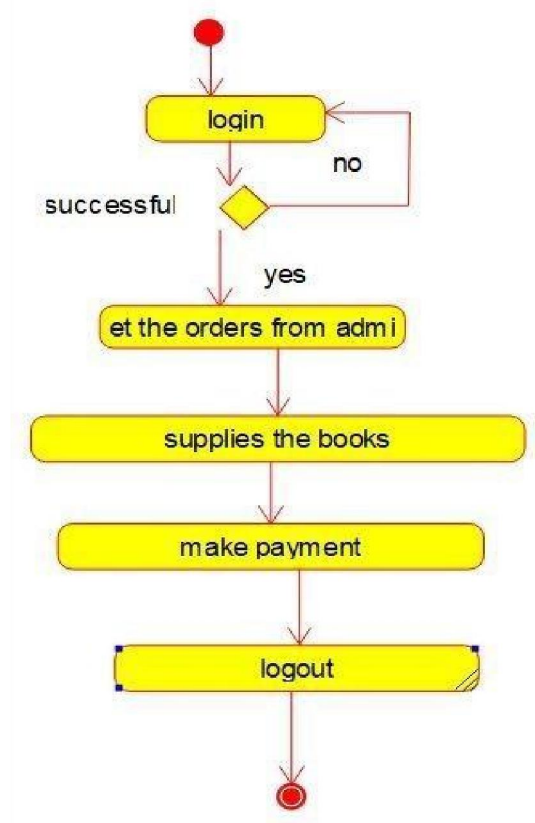 login
no
successful
yes
et the orders from admi
supplies the books
make payment
logout